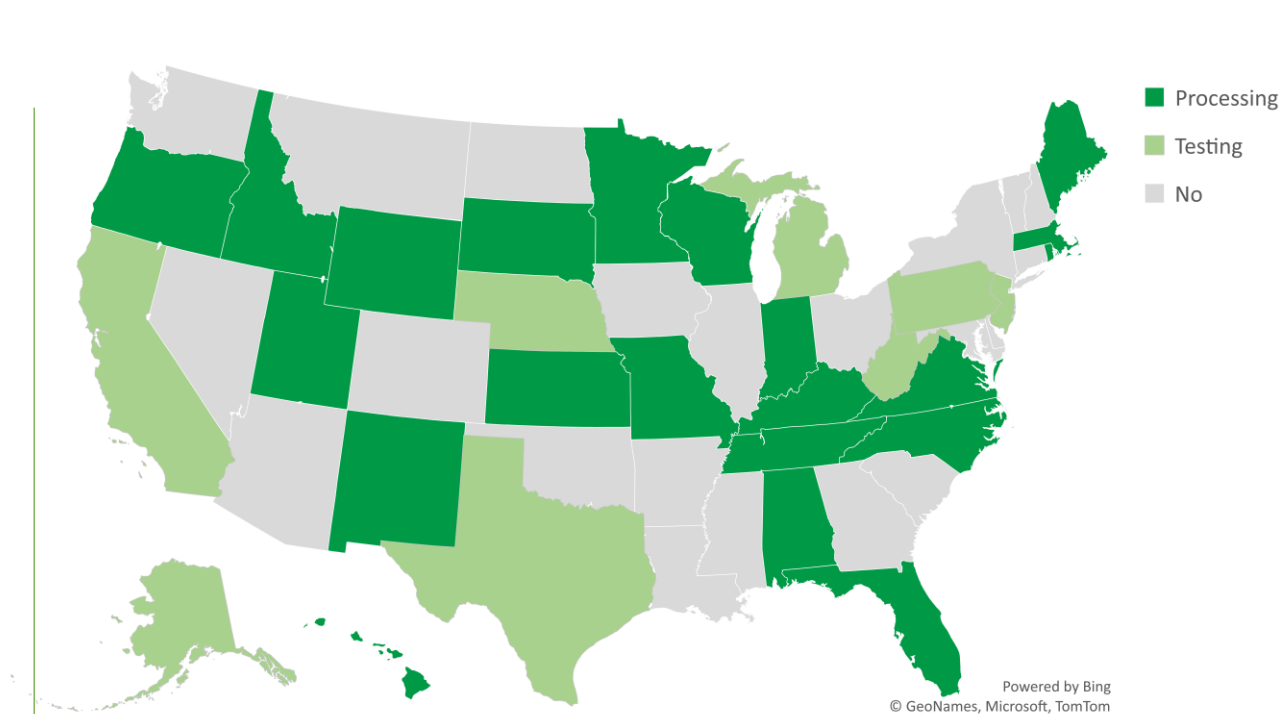 Processing
Testing
No
Powered by Bing
© GeoNames, Microsoft, TomTom